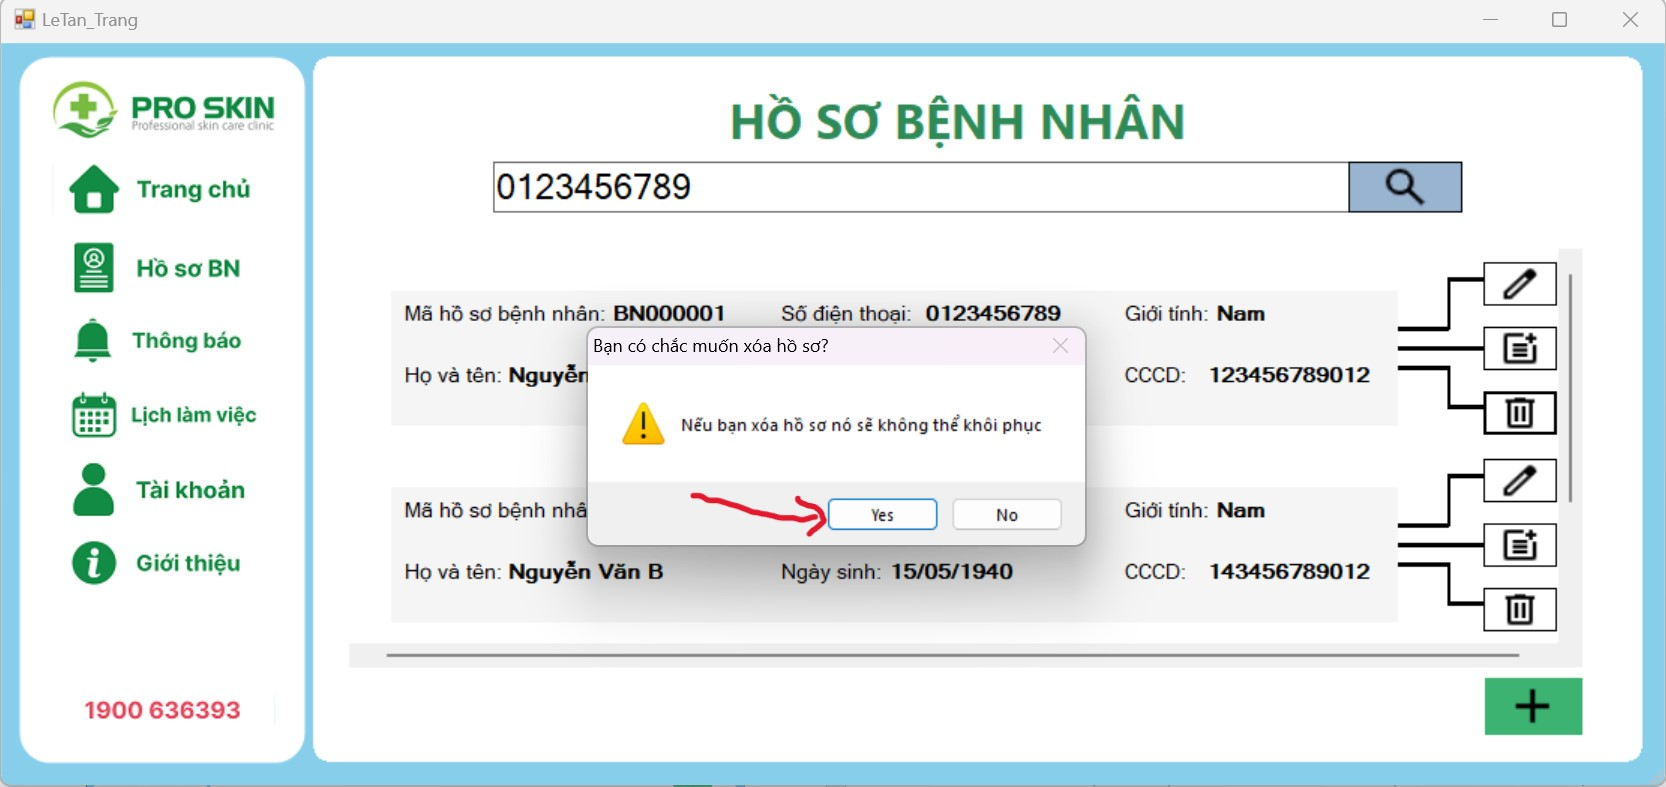 LeTan_Trang
PRO SKIN
Professional skin care clinic
Trang chủ
Hồ sơ BN
Thông báo
Lịch làm việc
Tài khoản
Giới thiệu
1900 636393
HỒ SƠ BỆNH NHÂN
0123456789
Mã hồ sơ bệnh nhân: BN000001 Số điện thoại: 0123456789 Giới tính: Nam
Họ và tên: Nguyễn CCCD: 123456789012
Bạn có chắc muốn xóa hồ sơ?
Nếu bạn xóa hồ sơ nó sẽ không thể khôi phục
Yes No
Mã hồ sơ bệnh nhâ Giới tính: Nam
Họ và tên: Nguyễn Văn B Ngày sinh: 15/05/1940 CCCD: 143456789012